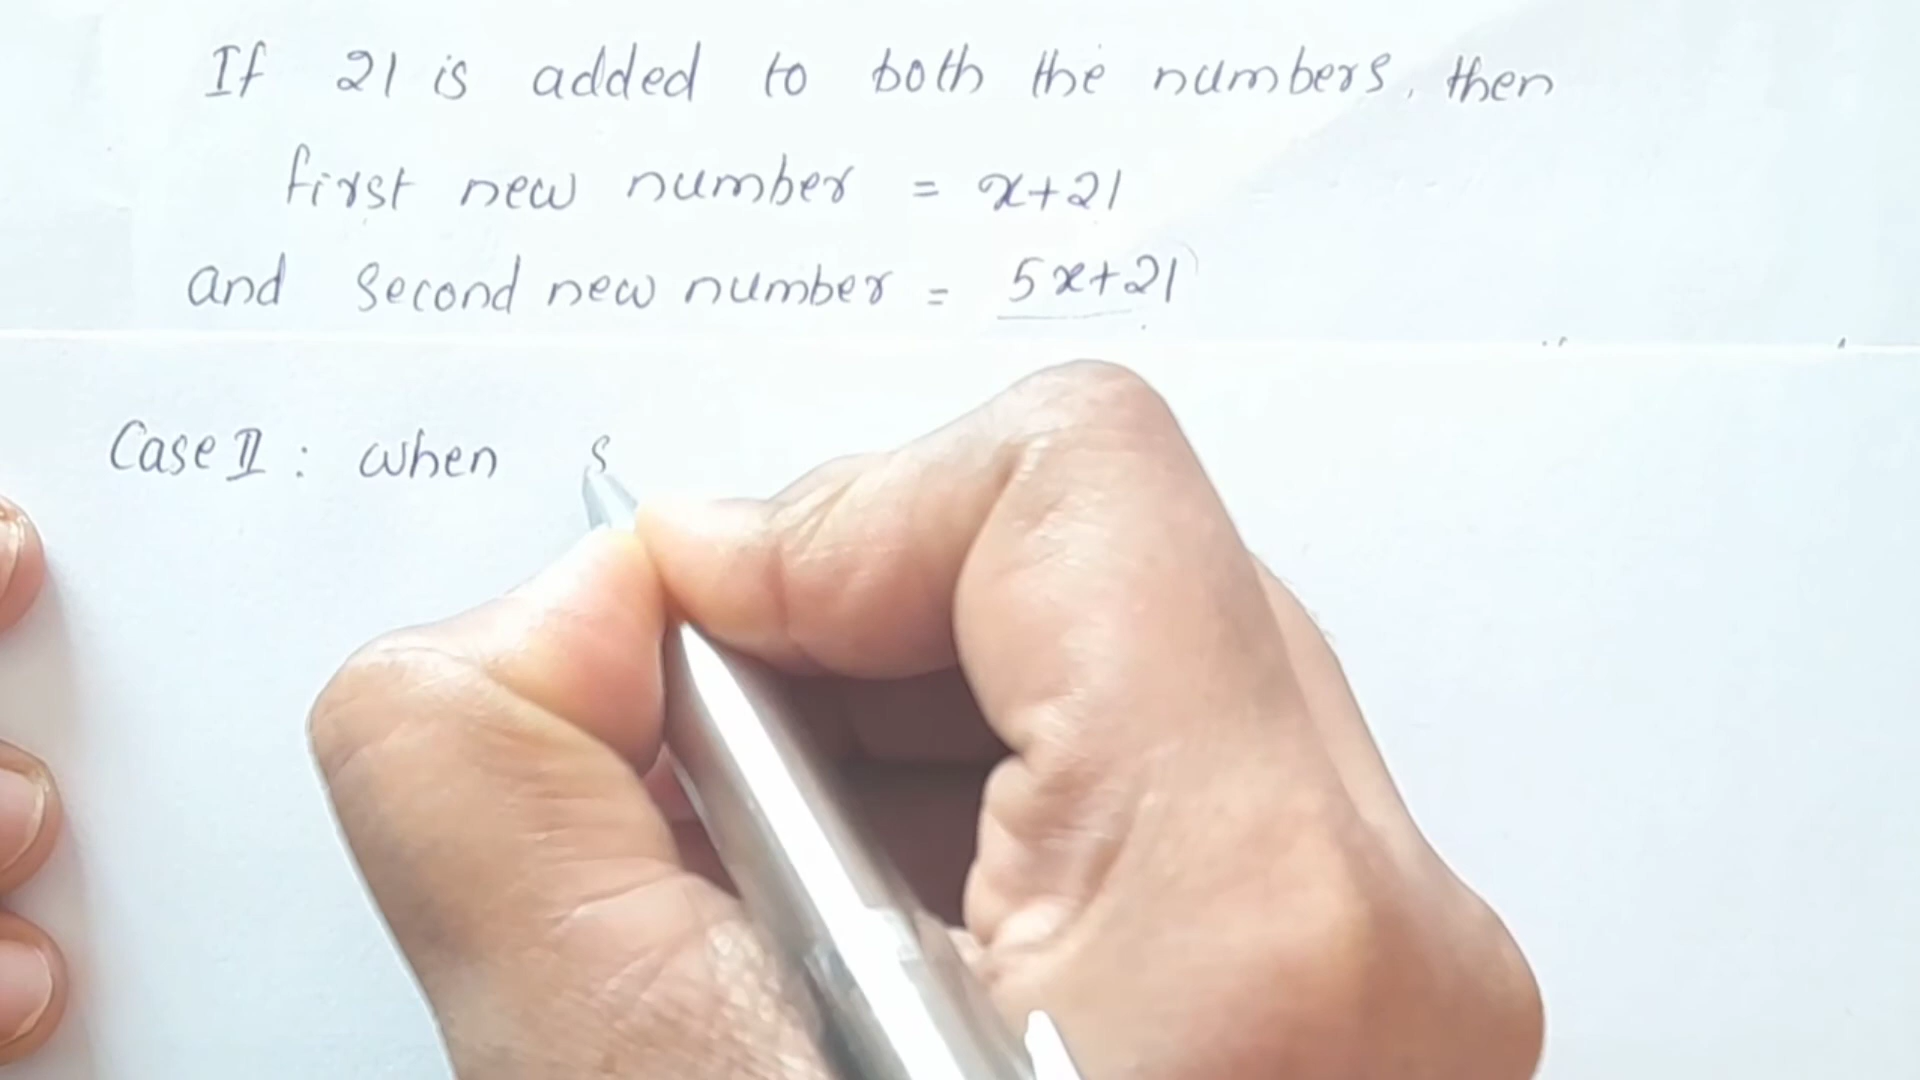 If 21 is added to both the numbers, then
first new number = x+21
and second new number = 5x+21
Case II : when s